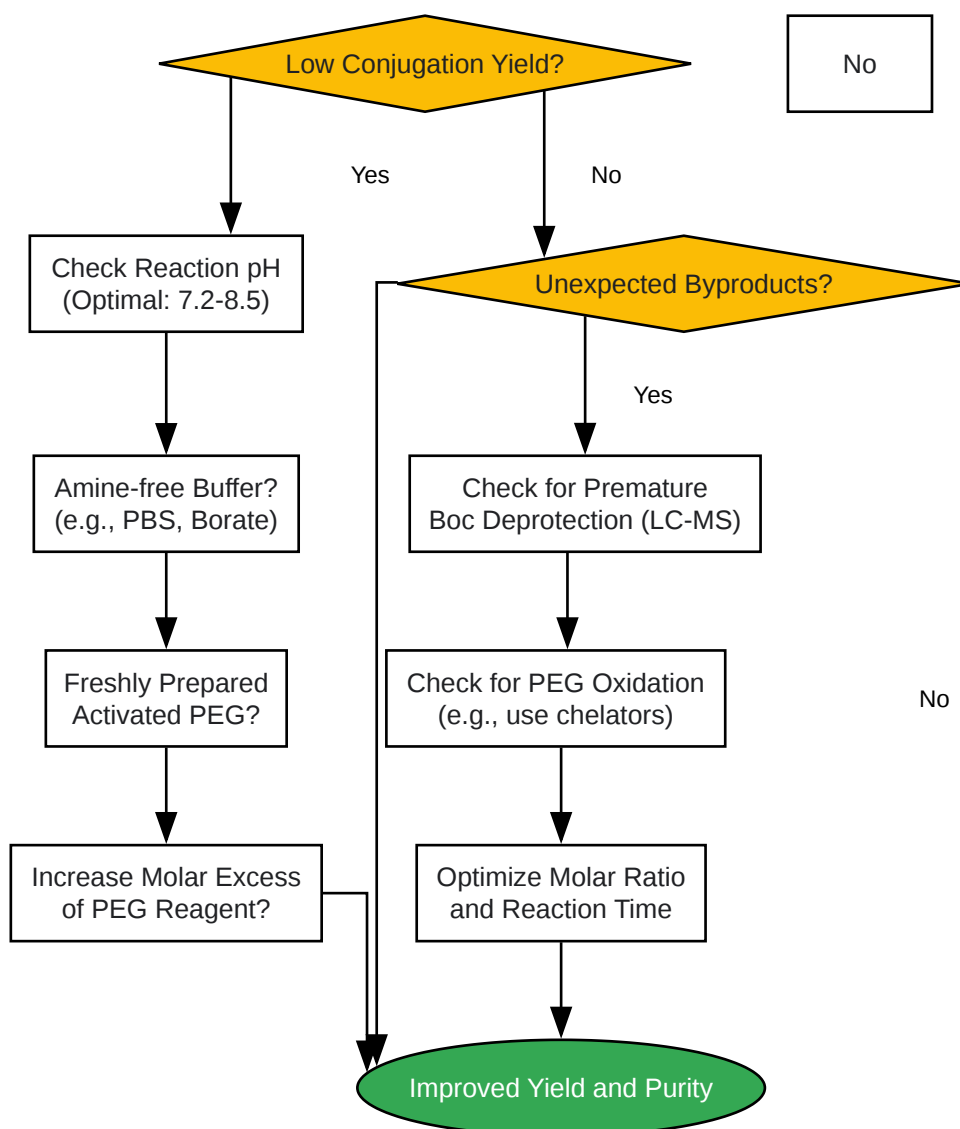 Low Conjugation Yield?
No
Yes
No
Check Reaction pH
(Optimal: 7.2-8.5)
Unexpected Byproducts?
Yes
Amine-free Buffer?
(e.g., PBS, Borate)
Check for Premature
Boc Deprotection (LC-MS)
Freshly Prepared
Activated PEG?
Check for PEG Oxidation
(e.g., use chelators)
No
Increase Molar Excess
of PEG Reagent?
Optimize Molar Ratio
and Reaction Time
Improved Yield and Purity